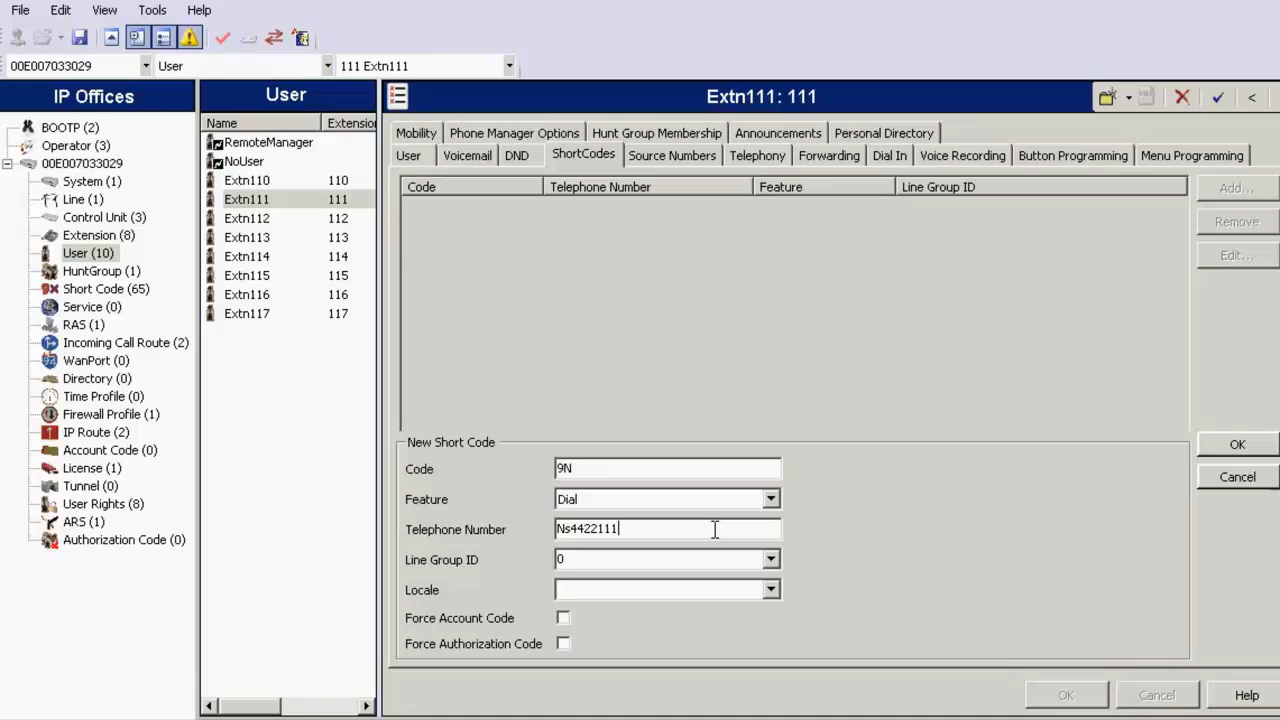 File Edit View Tools Help
00E007033029 User 111 Extn111
IP Offices
BOOTP (2)
Operator (3)
00E007033029
System (1)
Line (1)
Control Unit (3)
Extension (8)
User (10)
HuntGroup (1)
Short Code (65)
Service (0)
RAS (1)
Incoming Call Route (2)
WanPort (0)
Directory (0)
Time Profile (0)
Firewall Profile (1)
IP Route (2)
Account Code (0)
License (1)
Tunnel (0)
User Rights (8)
ARS (1)
Authorization Code (0)
User
Name Extensio
RemoteManager
NoUser
Extn110 110
Extn111 111
Extn112 112
Extn113 113
Extn114 114
Extn115 115
Extn116 116
Extn117 117
Extn111: 111
Mobility Phone Manager Options Hunt Group Membership Announcements Personal Directory
User Voicemail DND ShortCodes Source Numbers Telephony Forwarding Dial In Voice Recording Button Programming Menu Programming
Code Telephone Number Feature Line Group ID
Add...
Remove
Edit...
New Short Code
Code 9N
Feature Dial
Telephone Number Ns4422111
Line Group ID 0
Locale
Force Account Code
Force Authorization Code
OK
Cancel
OK Cancel Help